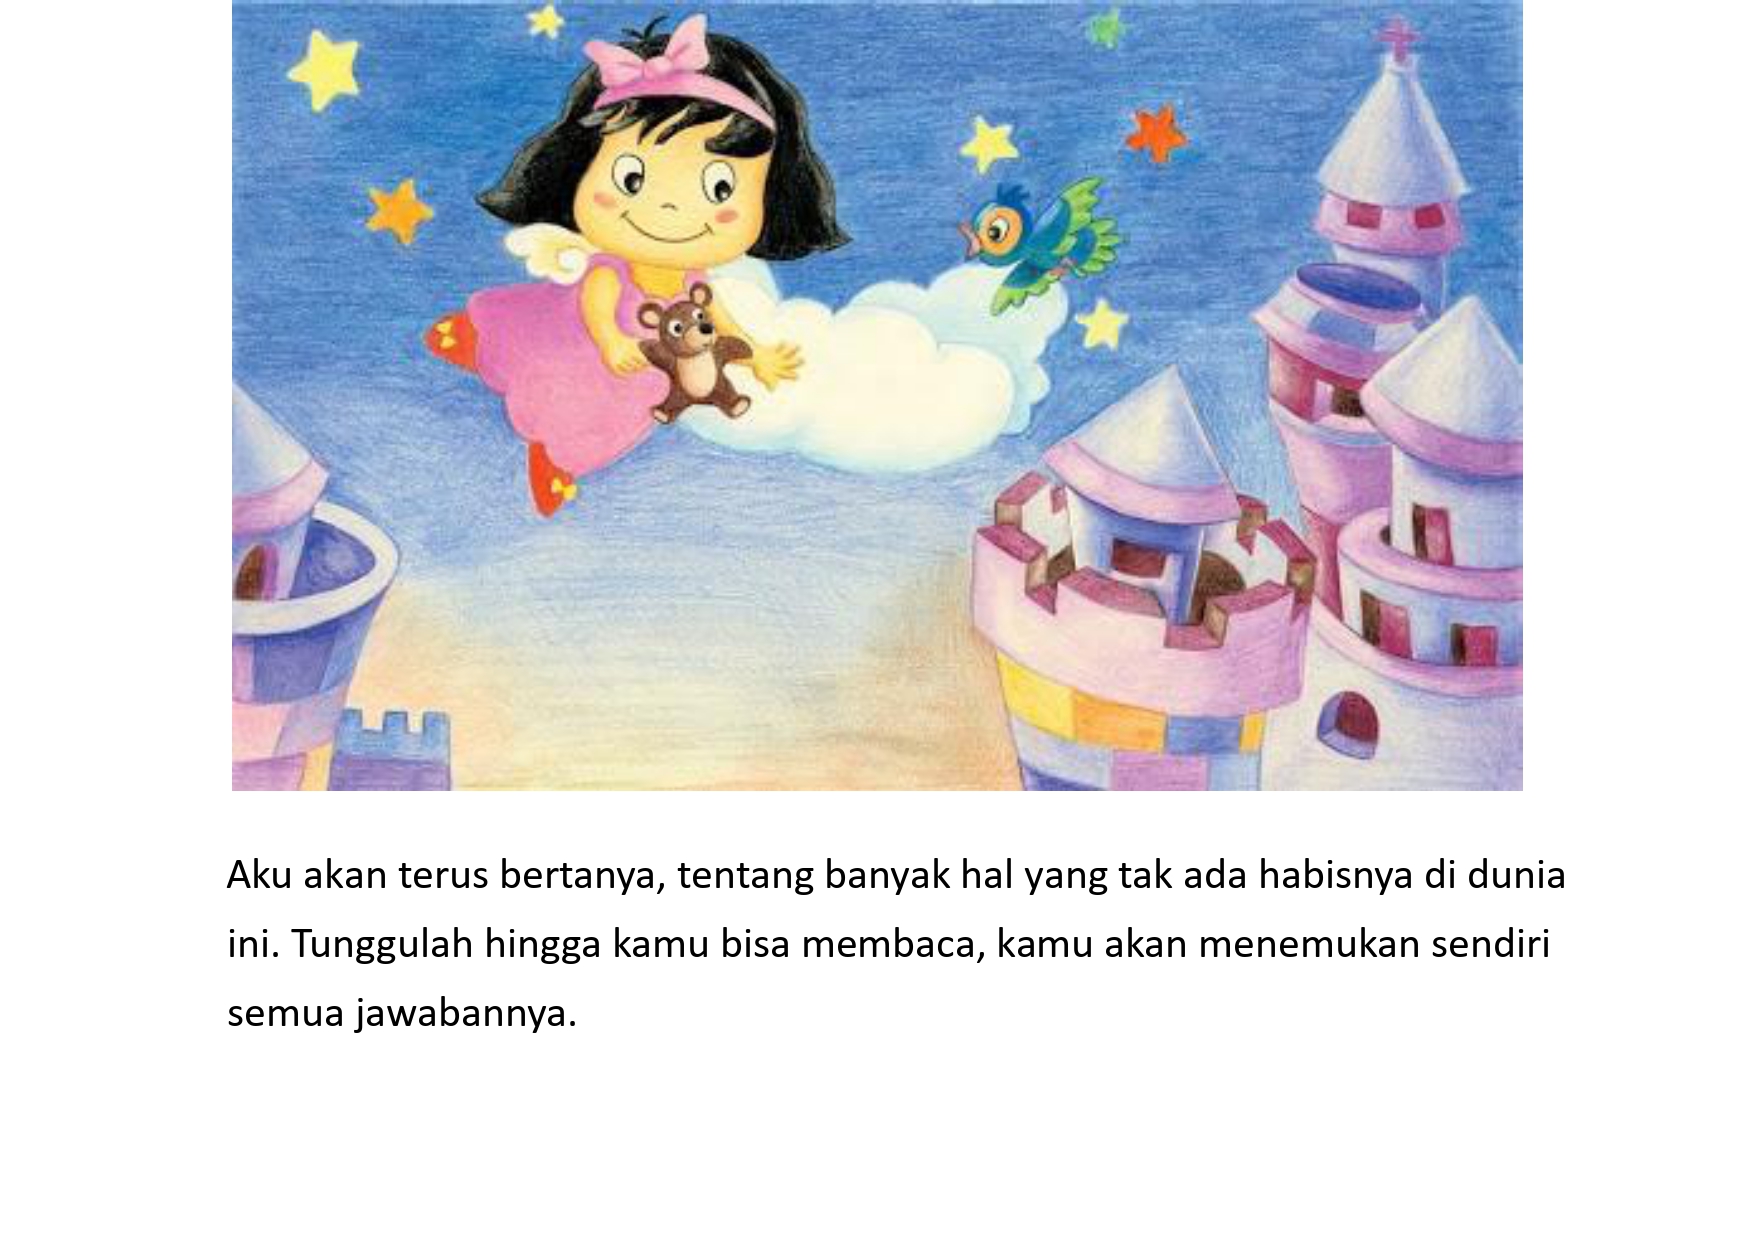 Aku akan terus bertanya, tentang banyak hal yang tak ada habisnya di dunia
ini. Tunggulah hingga kamu bisa membaca, kamu akan menemukan sendiri
semua jawabannya.